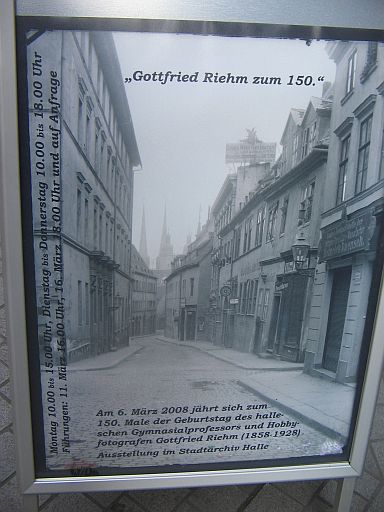 „Gottfried Riehm zum 150.“
Montag 10.00 bis 15.00 Uhr, Dienstag bis Donnerstag 10.00 bis 18.00 Uhr
Führungen: 11. März 16.00 Uhr, 16. März 18.00 Uhr und auf Anfrage
Am 6. März 2008 jährt sich zum
150. Male der Geburtstag des halle-
schen Gymnasialprofessors und Hobby-
fotografen Gottfried Riehm (1858-1928)
Ausstellung im Stadtarchiv Halle